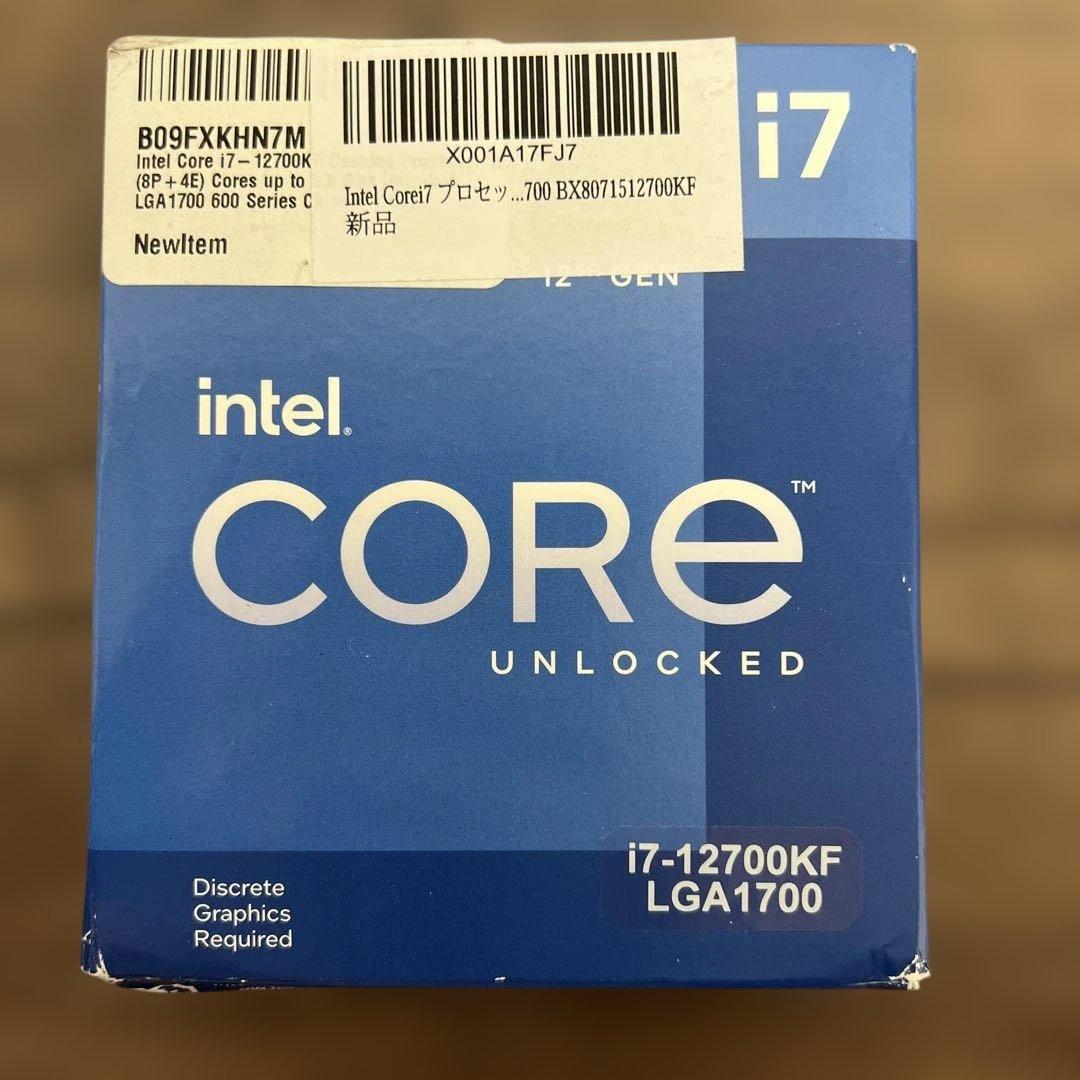 B09FXKHN7M
Intel Core i7-12700K
(8P+4E) Cores up to
LGA1700 600 Series C
NewItem
X001A17FJ7
Intel Corei7 プロセッ...700 BX8071512700KF
新品
i7
GEN
intel®
CORe™
UNLOCKED
i7-12700KF
LGA1700
Discrete
Graphics
Required